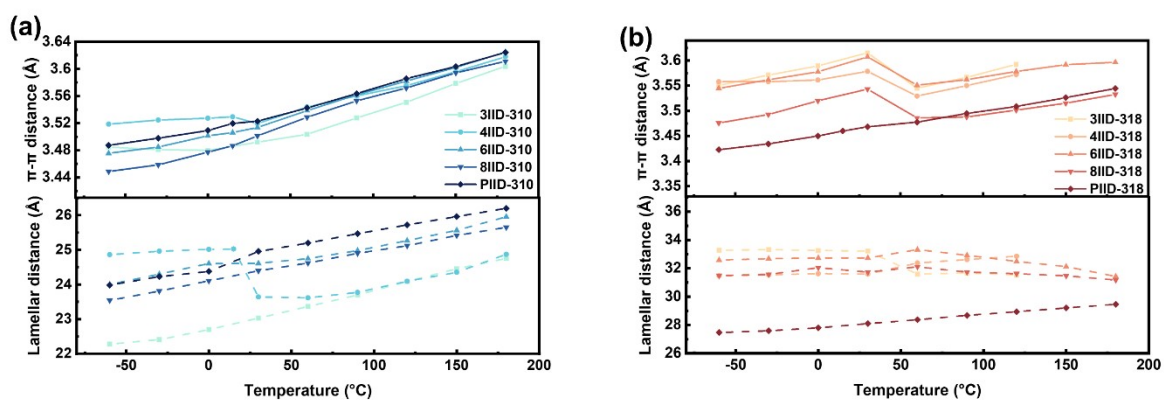 (a)
3.64
3.60
3.56
3.52
3.48
3.44
π-π distance (Å)
3IID-310
4IID-310
6IID-310
8IID-310
PIID-310
26
25
24
23
22
Lamellar distance (Å)
-50 0 50 100 150 200
Temperature (°C)
(b)
3.6
3.55
3.5
3.45
3.4
3.35
π-π distance (Å)
3IID-318
4IID-318
6IID-318
8IID-318
PIID-318
36
34
32
30
28
26
Lamellar distance (Å)
-50 0 50 100 150 200
Temperature (°C)